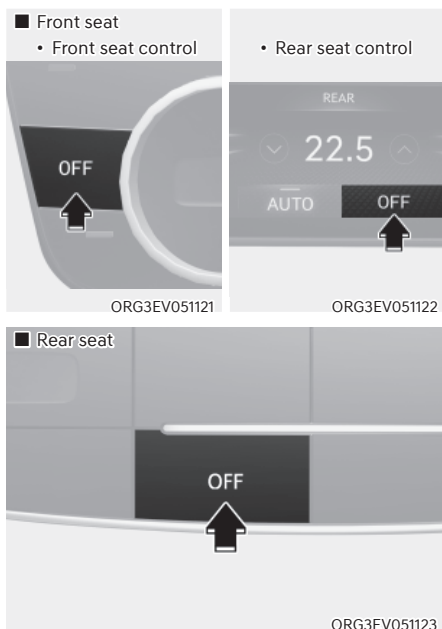 ■ Front seat
• Front seat control
OFF
ORG3EV051121
• Rear seat control
REAR
22.5
AUTO
OFF
ORG3EV051122
■ Rear seat
OFF
ORG3EV051123